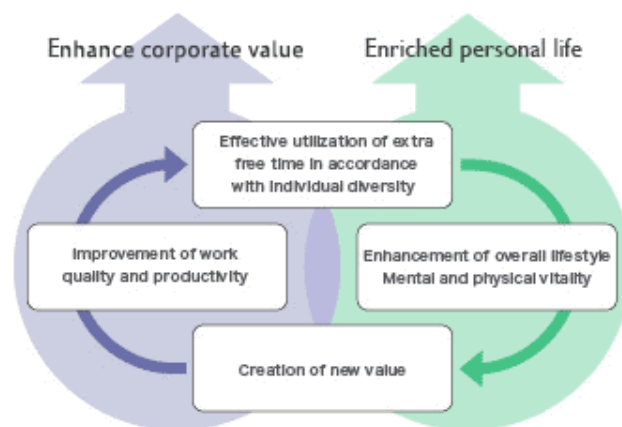 Enhance corporate value
Enriched personal life
Effective utilization of extra
free time in accordance
with individual diversity
Improvement of work
quality and productivity
Enhancement of overall lifestyle
Mental and physical vitality
Creation of new value